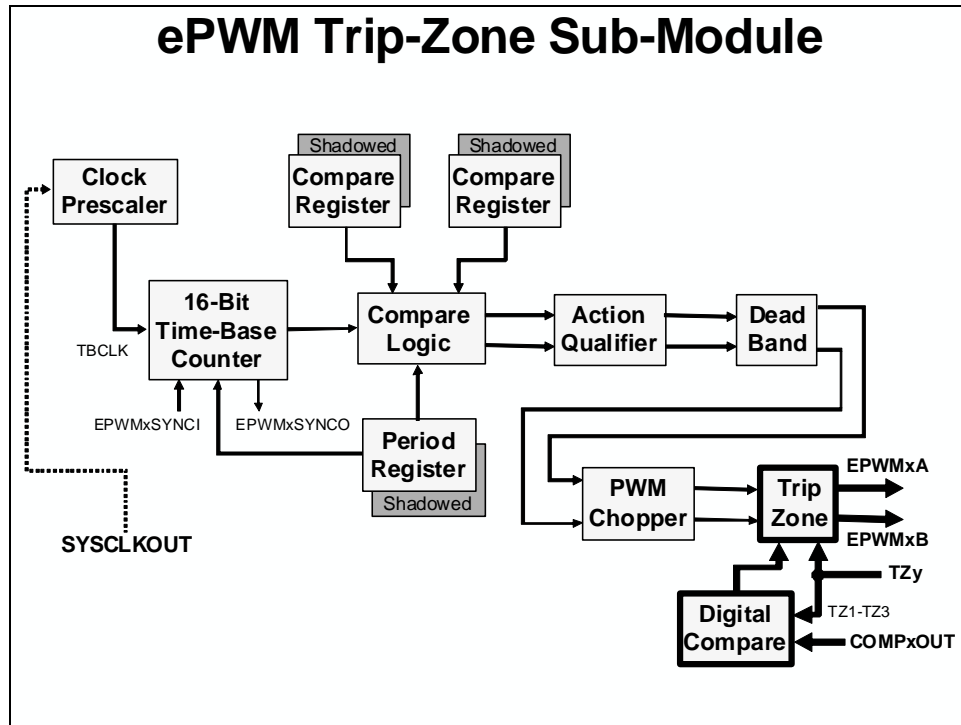 ePWM Trip-Zone Sub-Module
Shadowed
Compare
Register
Shadowed
Compare
Register
Clock
Prescaler
16-Bit
Time-Base
Counter
TBCLK
Compare
Logic
Action
Qualifier
Dead
Band
EPWMxSYNCI
EPWMxSYNCO
Period
Register
Shadowed
SYSCLKOUT
PWM
Chopper
Trip
Zone
EPWMxA
EPWMxB
TZy
TZ1-TZ3
Digital
Compare
COMPxOUT